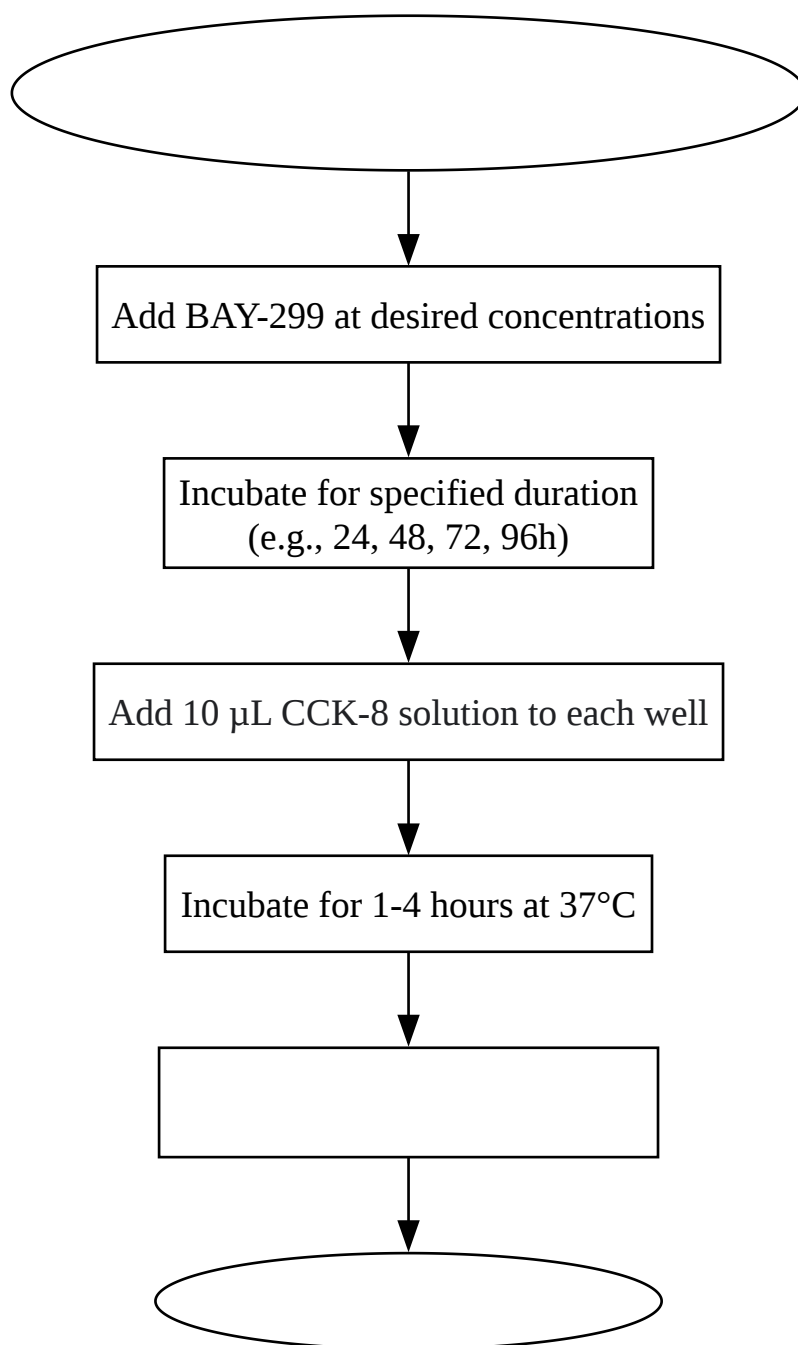 Add BAY-299 at desired concentrations
Incubate for specified duration
(e.g., 24, 48, 72, 96h)
Add 10 µL CCK-8 solution to each well
Incubate for 1-4 hours at 37°C